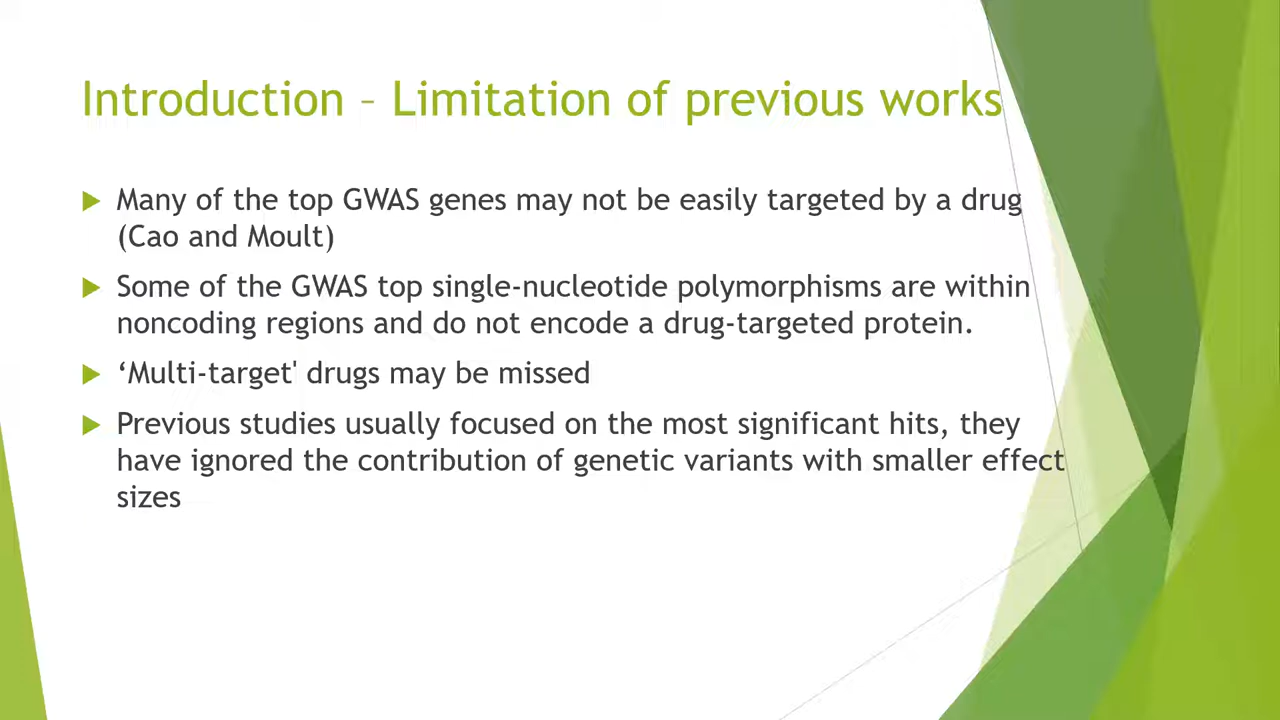 Introduction – Limitation of previous works
Many of the top GWAS genes may not be easily targeted by a drug
(Cao and Moult)
Some of the GWAS top single-nucleotide polymorphisms are within
noncoding regions and do not encode a drug-targeted protein.
‘Multi-target' drugs may be missed
Previous studies usually focused on the most significant hits, they
have ignored the contribution of genetic variants with smaller effect
sizes